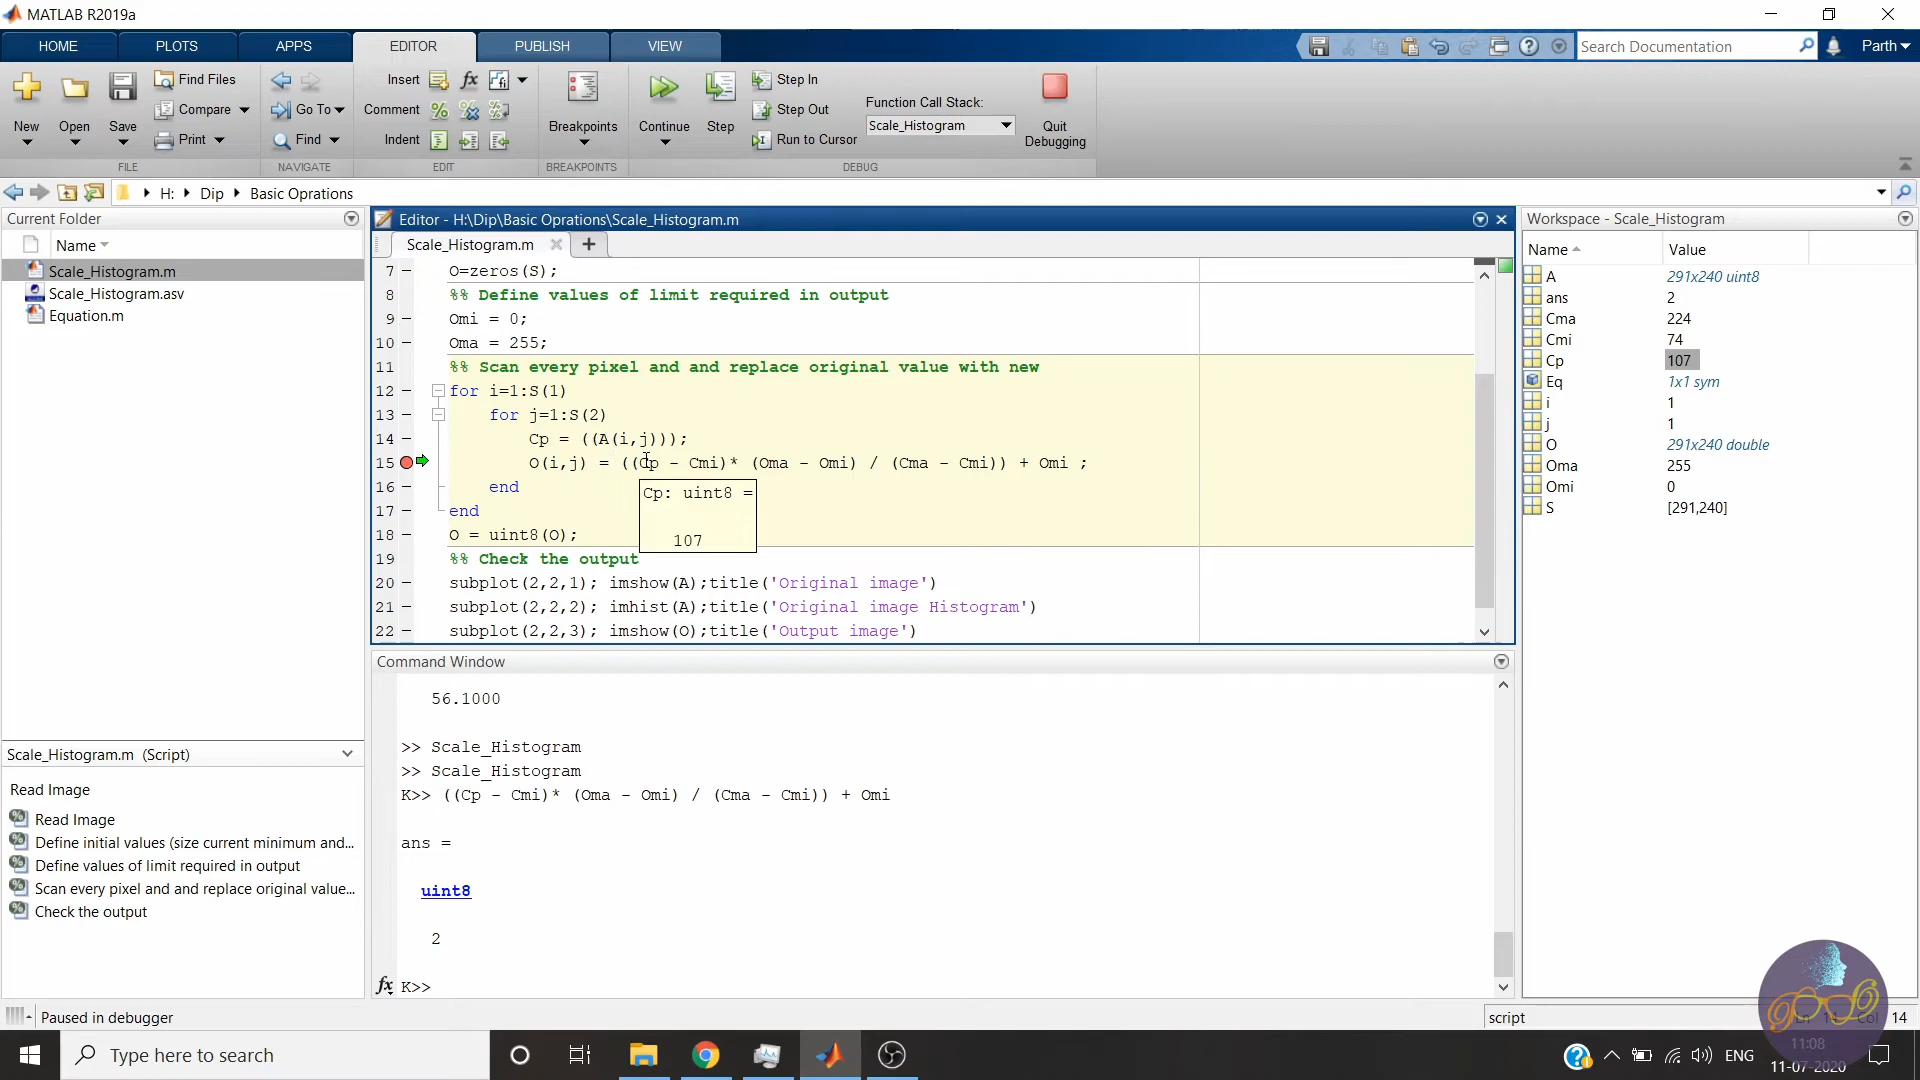 MATLAB R2019a
HOME PLOTS APPS EDITOR PUBLISH VIEW
Search Documentation
Parth
New Open Save
Find Files
Compare
Print
FILE
Go To
Find
NAVIGATE
Insert
Comment
Indent
EDIT
Breakpoints
BREAKPOINTS
Continue
Step
Step In
Step Out
Run to Cursor
Function Call Stack:
Scale_Histogram
Quit Debugging
DEBUG
H: Dip Basic Oprations
Current Folder
Name
Scale_Histogram.m
Scale_Histogram.asv
Equation.m
Scale_Histogram.m (Script)
Read Image
Read Image
Define initial values (size current minimum and...
Define values of limit required in output
Scan every pixel and and replace original value...
Check the output
Editor - H:\Dip\Basic Oprations\Scale_Histogram.m
Scale_Histogram.m
7 - O=zeros(S);
8 - %% Define values of limit required in output
9 - Omi = 0;
10 - Oma = 255;
11 - %% Scan every pixel and and replace original value with new
12 - for i=1:S(1)
13 - for j=1:S(2)
14 - Cp = ((A(i,j)));
15 O(i,j) = ((Cp - Cmi)* (Oma - Omi) / (Cma - Cmi)) + Omi ;
16 - end
17 - end
18 - O = uint8(O);
19 - %% Check the output
20 - subplot(2,2,1); imshow(A);title('Original image')
21 - subplot(2,2,2); imhist(A);title('Original image Histogram')
22 - subplot(2,2,3); imshow(O);title('Output image')
Cp: uint8 =
107
Command Window
56.1000
>> Scale_Histogram
>> Scale_Histogram
K>> ((Cp - Cmi)* (Oma - Omi) / (Cma - Cmi)) + Omi
ans =
uint8
2
K>>
Workspace - Scale_Histogram
Name Value
A 291x240 uint8
ans 2
Cma 224
Cmi 74
Cp 107
Eq 1x1 sym
i 1
j 1
O 291x240 double
Oma 255
Omi 0
S [291,240]
Paused in debugger
script
14
Type here to search
ENG
11:08
11-07-2020